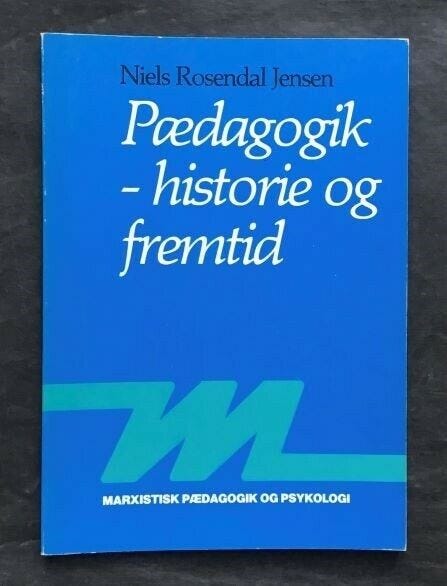 Niels Rosendal Jensen
Pædagogik
- historie og
fremtid
MARXISTISK PÆDAGOGIK OG PSYKOLOGI